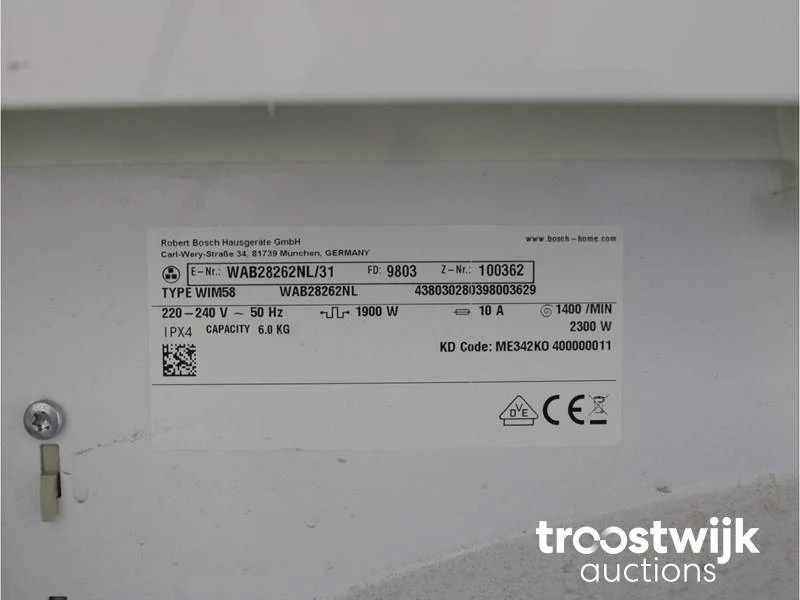 Robert Bosch Hausgeräte GmbH
Carl-Wery-Straße 34, 81739 München, GERMANY
www.bosch-home.com
E-Nr.: WAB28262NL/31 FD: 9803 Z-Nr.: 100362
TYPE WIM58 WAB28262NL 438030280398003629
220-240 V ~ 50 Hz 1900 W 10 A 1400 /MIN
IPX4 CAPACITY 6.0 KG 2300 W
KD Code: ME342KO 400000011
DVE CE
troostwijk
auctions